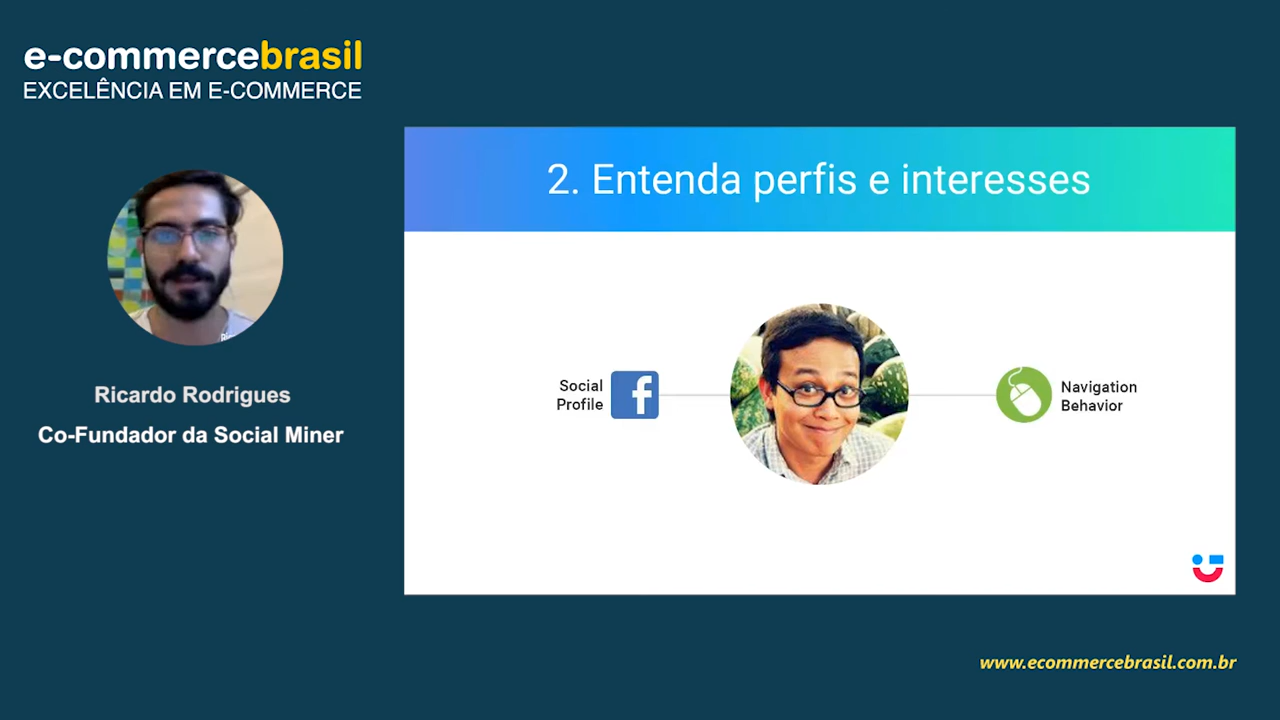 e-commercebrasil
EXCELÊNCIA EM E-COMMERCE
2. Entenda perfis e interesses
Social
Profile
Navigation
Behavior
Ricardo Rodrigues
Co-Fundador da Social Miner
www.ecommercebrasil.com.br